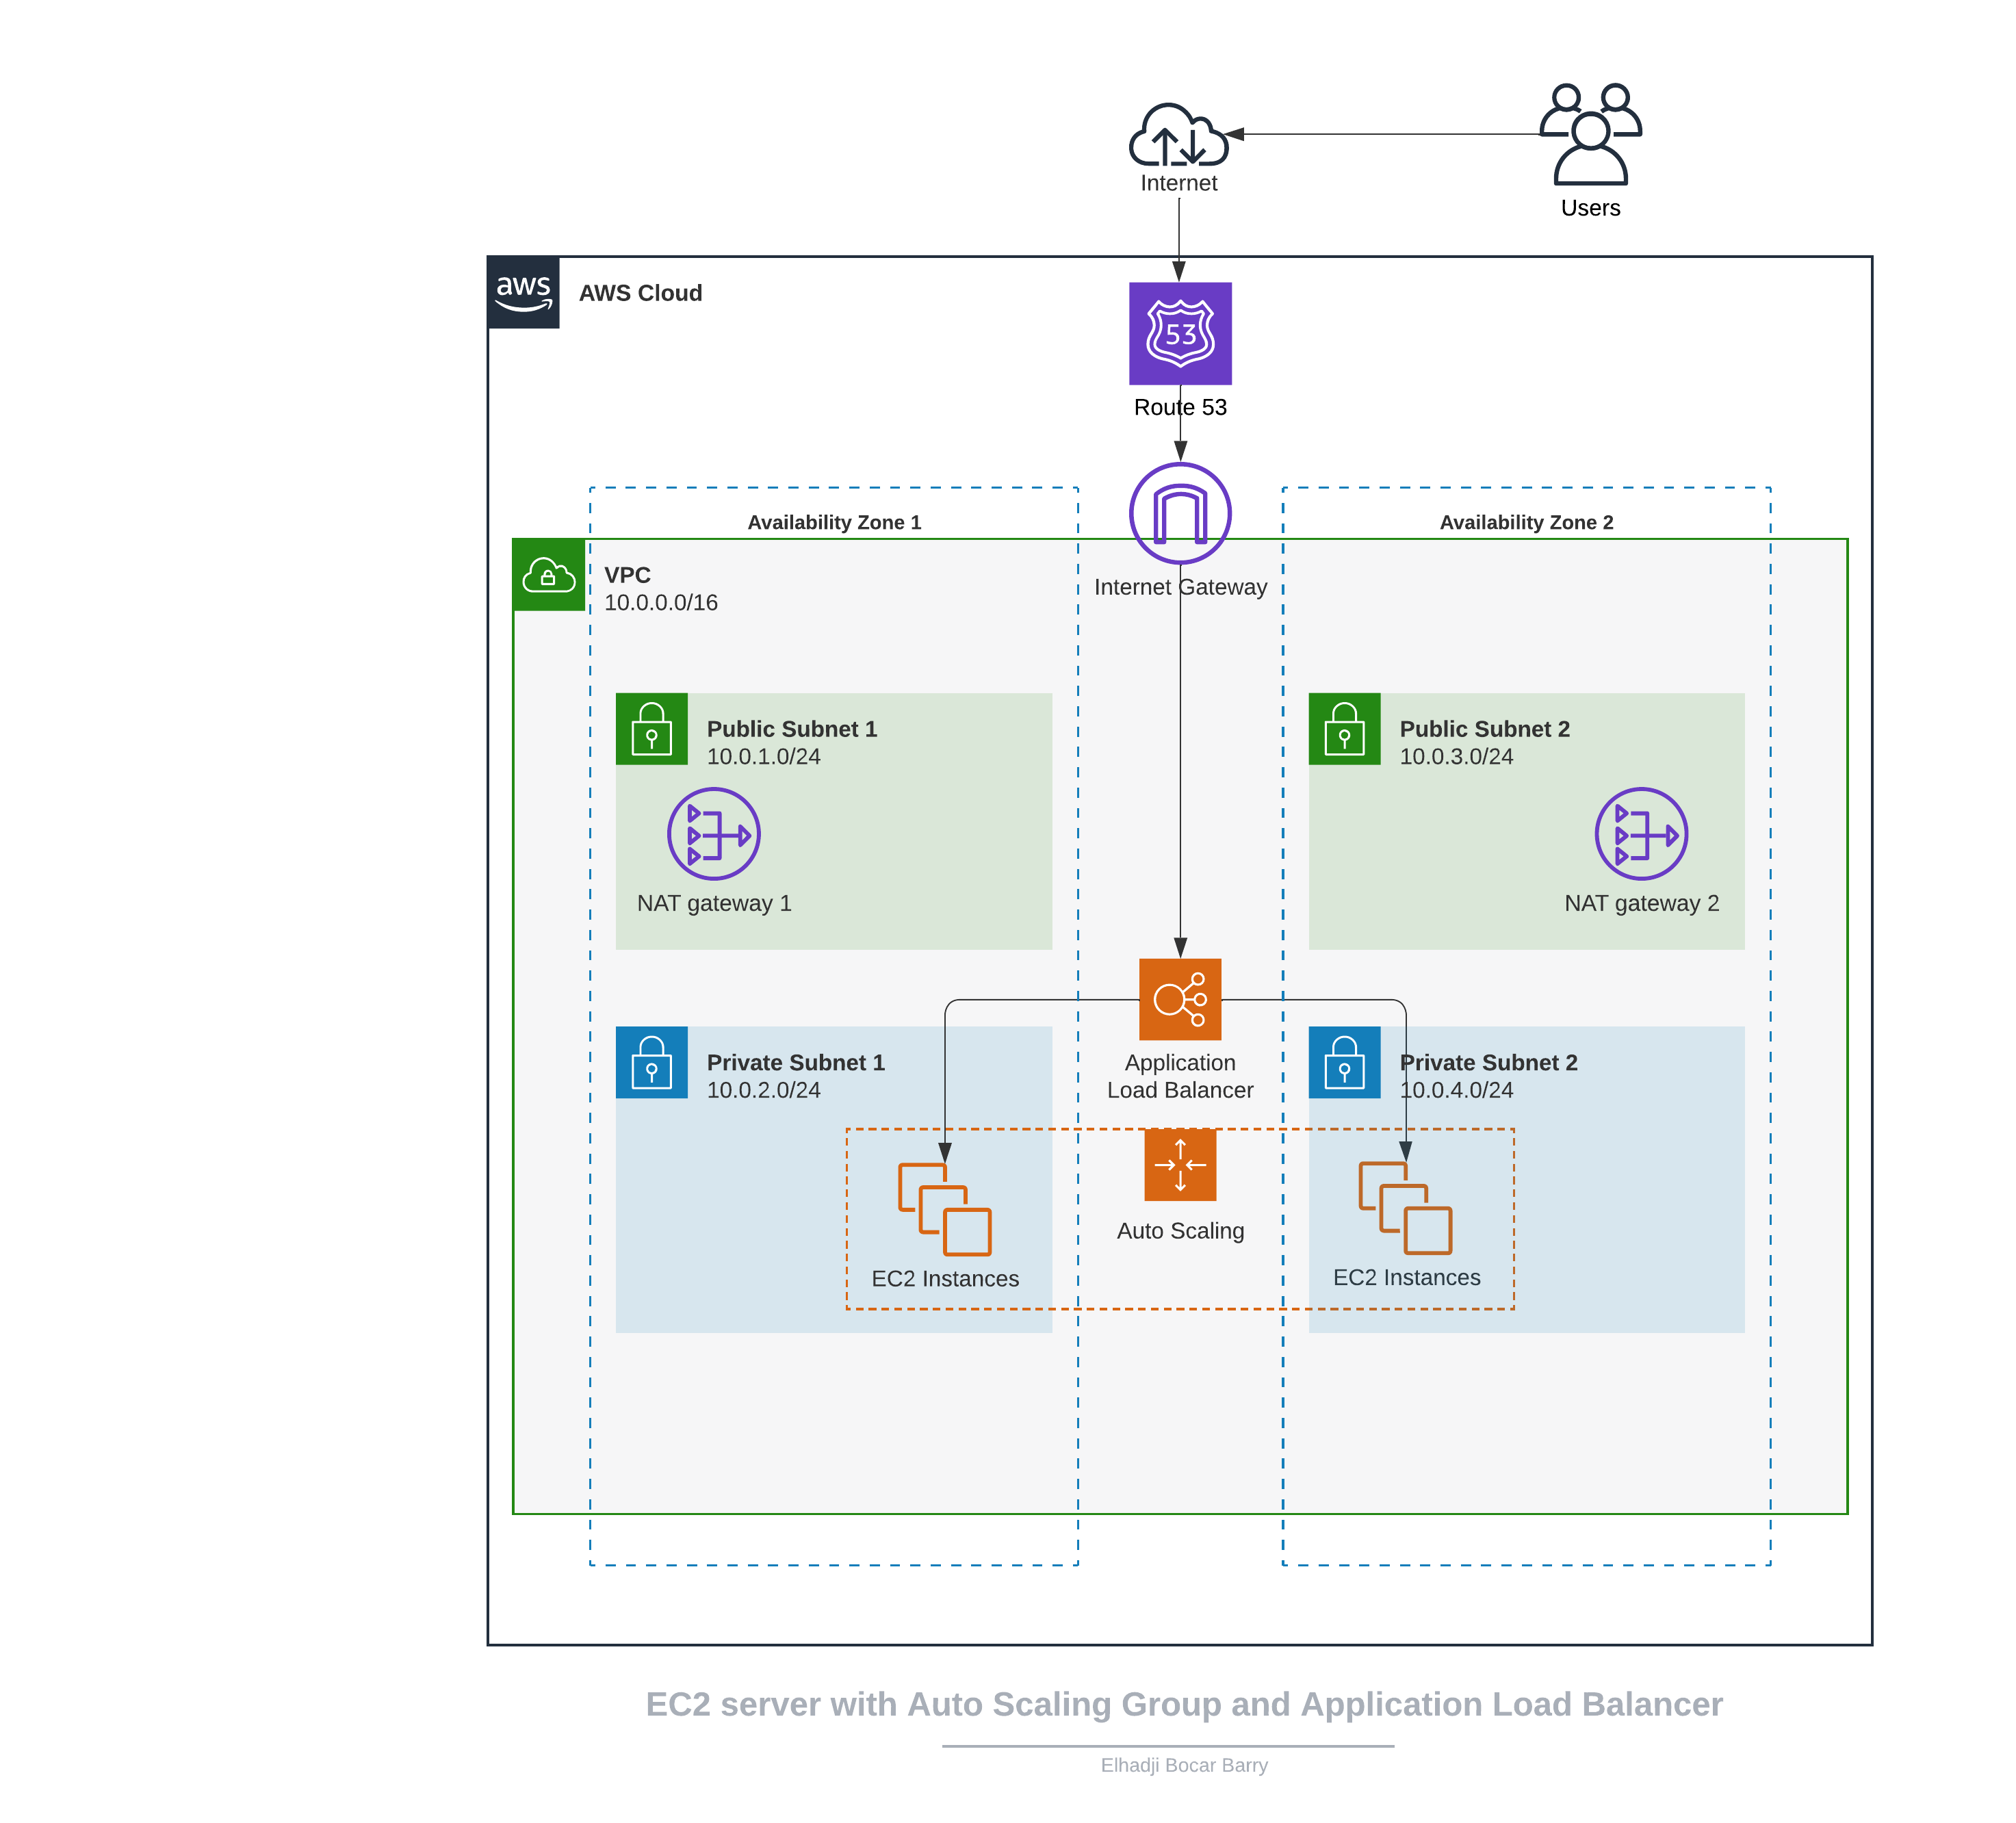 Internet
Users
aws
AWS Cloud
53
Route 53
Availability Zone 1
Availability Zone 2
VPC
10.0.0.0/16
Internet Gateway
Public Subnet 1
10.0.1.0/24
Public Subnet 2
10.0.3.0/24
NAT gateway 1
NAT gateway 2
Private Subnet 1
10.0.2.0/24
Application
Load Balancer
Private Subnet 2
10.0.4.0/24
Auto Scaling
EC2 Instances
EC2 Instances
EC2 server with Auto Scaling Group and Application Load Balancer
Elhadji Bocar Barry